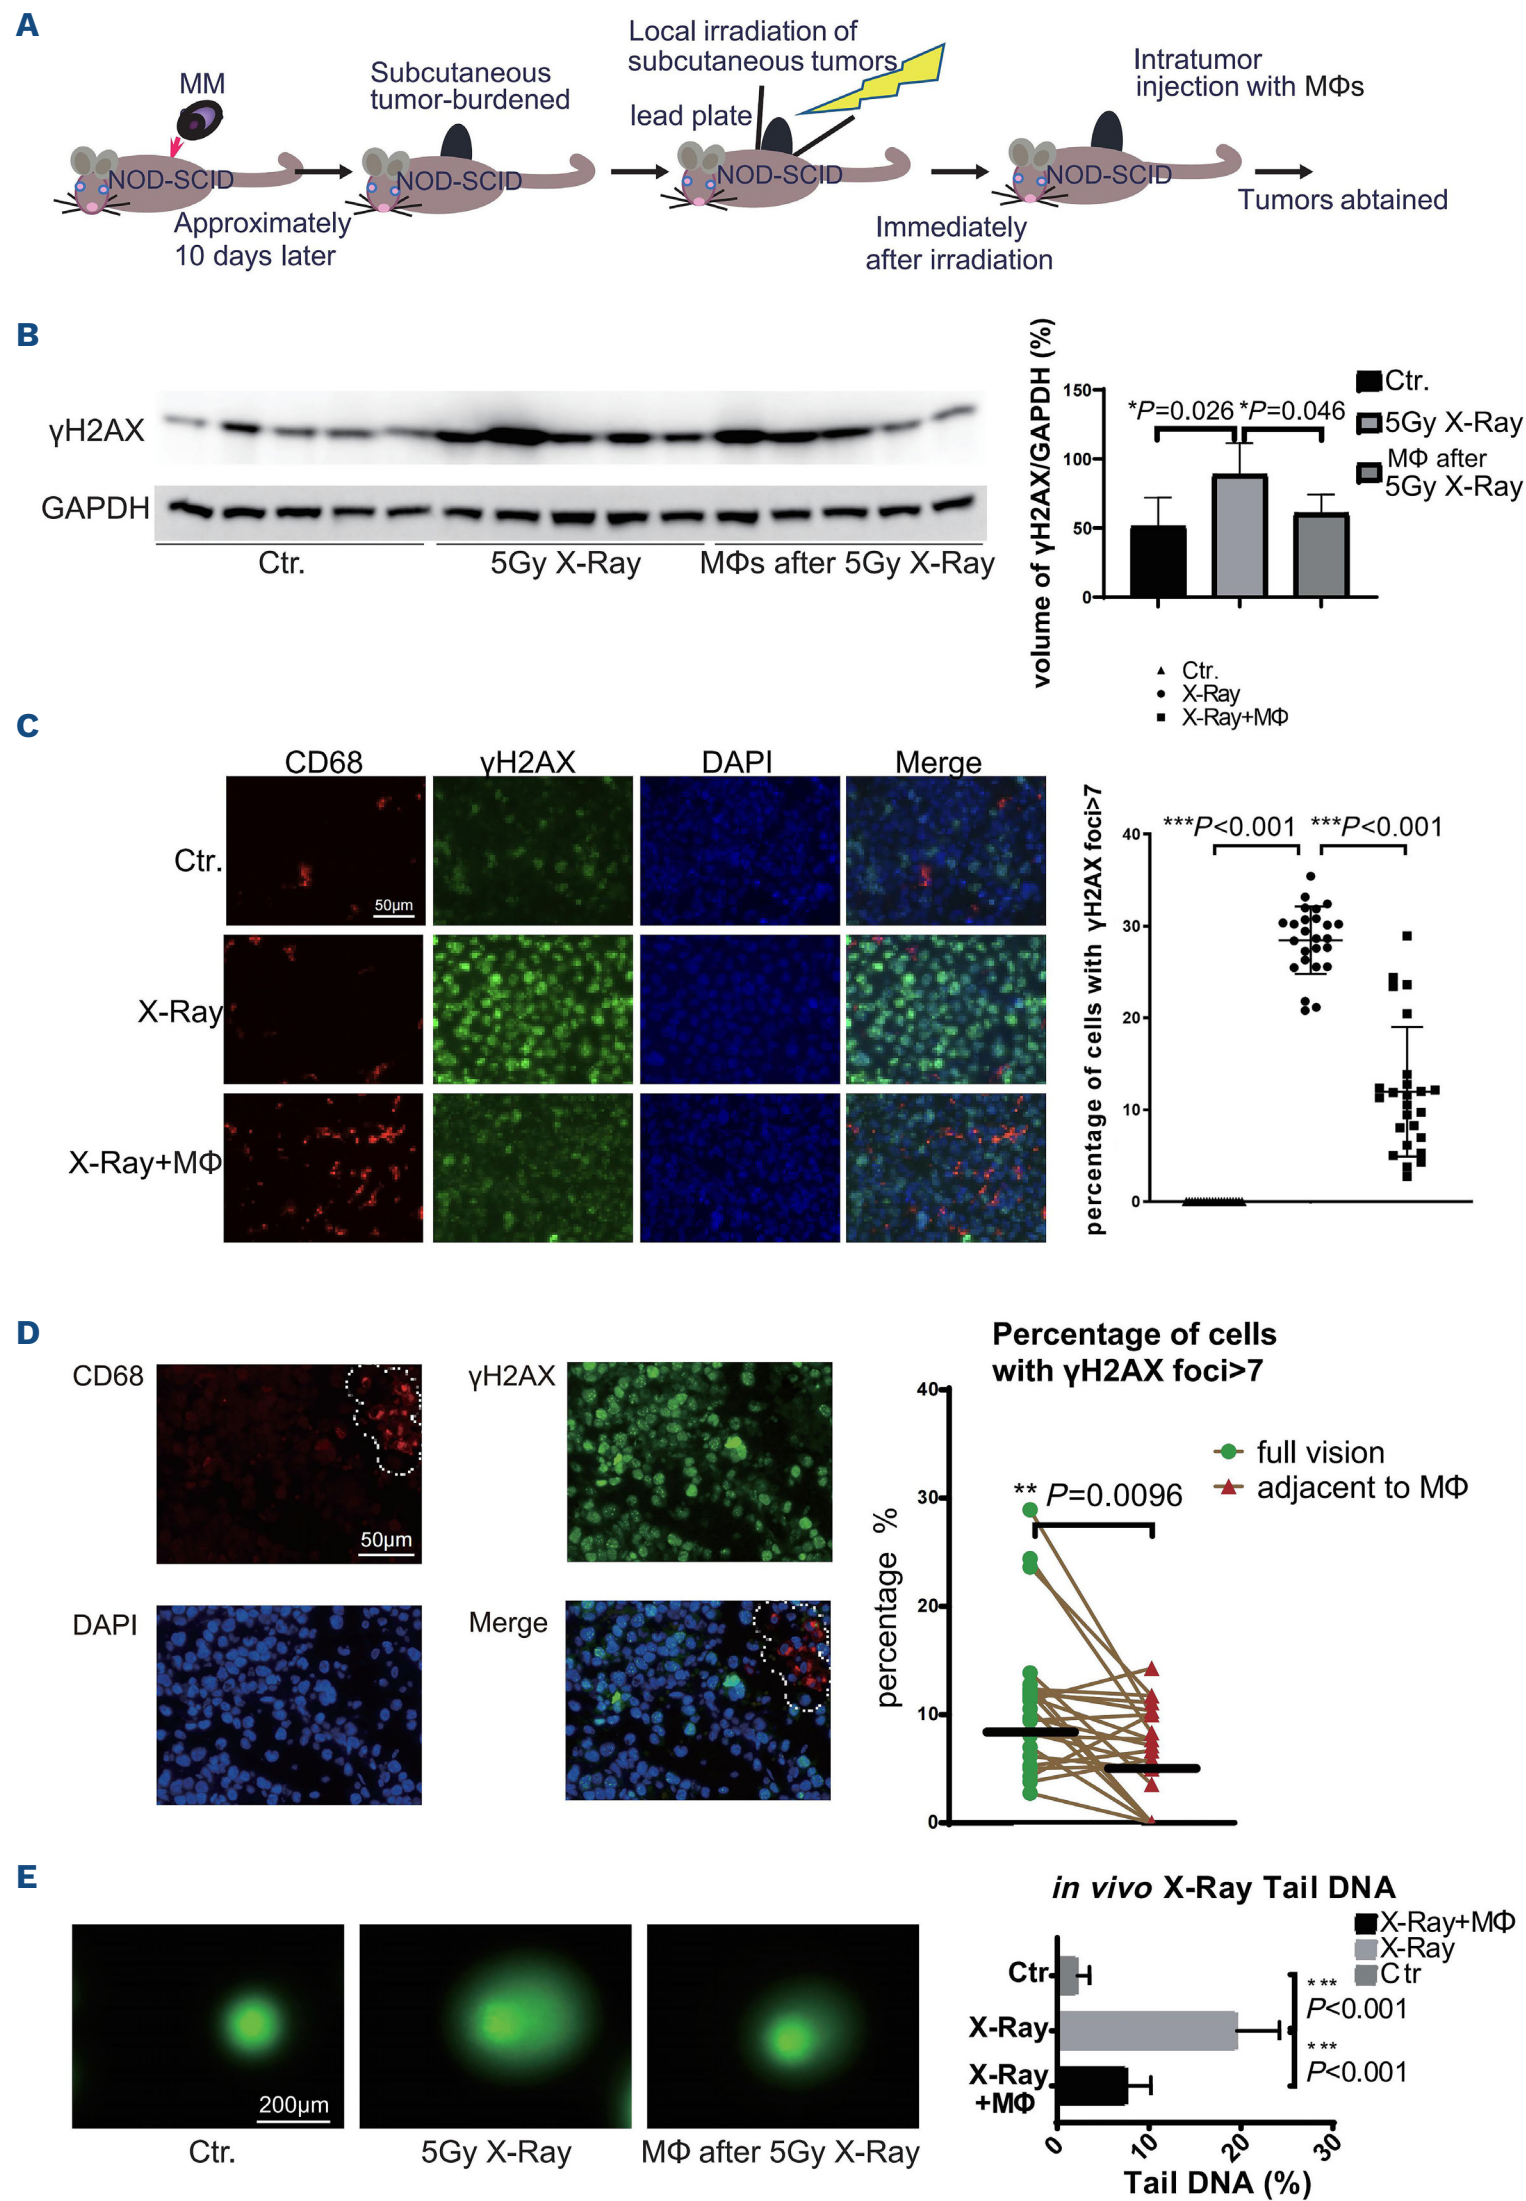 A
MM
Subcutaneous
tumor-burdened
Local irradiation of
subcutaneous tumors
lead plate
Intratumor
injection with MΦs
NOD-SCID
NOD-SCID
NOD-SCID
NOD-SCID
Approximately
10 days later
Immediately
after irradiation
Tumors abtained
B
γH2AX
GAPDH
Ctr.
5Gy X-Ray
MΦs after 5Gy X-Ray
volume of γH2AX/GAPDH (%)
150
100
50
0
*P=0.026
*P=0.046
Ctr.
5Gy X-Ray
MΦ after
5Gy X-Ray
C
CD68
γH2AX
DAPI
Merge
Ctr.
50μm
X-Ray
X-Ray+MΦ
Ctr.
X-Ray
X-Ray+MΦ
percentage of cells with γH2AX foci>7
40
30
20
10
0
***P<0.001
***P<0.001
D
CD68
50μm
γH2AX
DAPI
Merge
Percentage of cells
with γH2AX foci>7
percentage %
40
30
20
10
0
** P=0.0096
full vision
adjacent to MΦ
E
200μm
Ctr.
5Gy X-Ray
MΦ after 5Gy X-Ray
in vivo X-Ray Tail DNA
X-Ray+MΦ
X-Ray
Ctr
Ctr
X-Ray
X-Ray
+MΦ
***
P<0.001
***
P<0.001
0
10
20
30
Tail DNA (%)